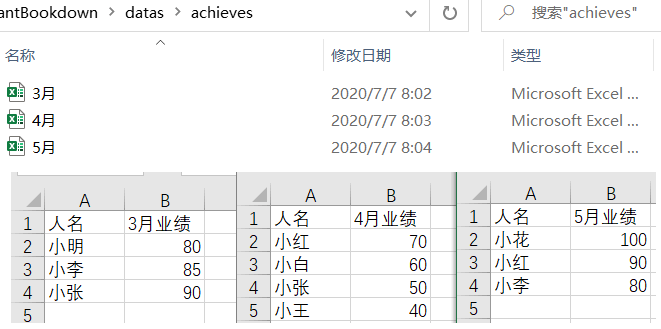 antBookdown > datas > achieves 搜索"achieves"
名称 修改日期 类型
3月 2020/7/7 8:02 Microsoft Excel ...
4月 2020/7/7 8:03 Microsoft Excel ...
5月 2020/7/7 8:04 Microsoft Excel ...
A B
1 人名 3月业绩
2 小明 80
3 小李 85
4 小张 90
5
A B
1 人名 4月业绩
2 小红 70
3 小白 60
4 小张 50
5 小王 40
A B
1 人名 5月业绩
2 小花 100
3 小红 90
4 小李 80
5